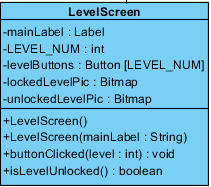 LevelScreen
-mainLabel : Label
-LEVEL_NUM : int
-levelButtons : Button [LEVEL_NUM]
-lockedLevelPic : Bitmap
-unlockedLevelPic : Bitmap
+LevelScreen()
+LevelScreen(mainLabel : String)
+buttonClicked(level : int) : void
+isLevelUnlocked() : boolean